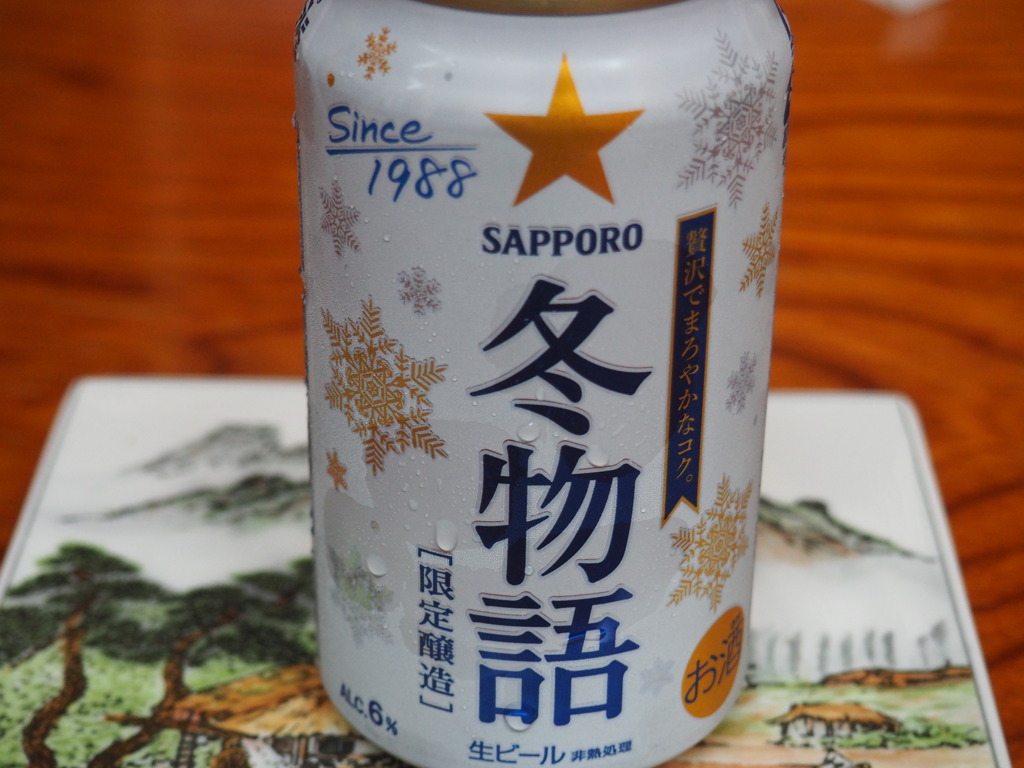 Since
1988
SAPPORO
冬物語
贅沢でまろやかなコク。
[限定醸造]
ALC.6%
お酒
生ビール 非熱処理